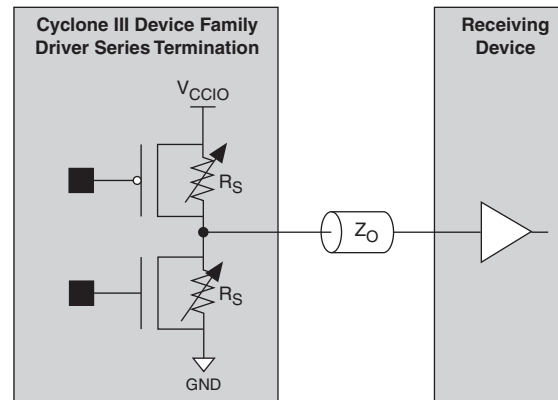 Cyclone III Device Family
Driver Series Termination
Receiving
Device
VCCIO
RS
ZO
RS
GND